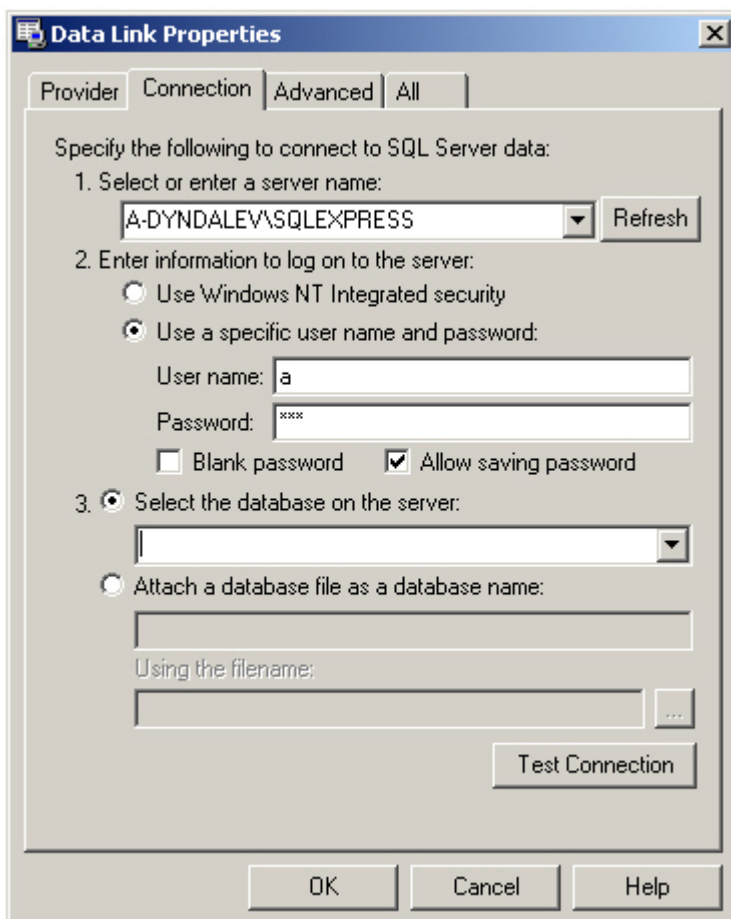 Data Link Properties
Provider Connection Advanced All
Specify the following to connect to SQL Server data:
1. Select or enter a server name:
A-DYNDALEV\SQLEXPRESS Refresh
2. Enter information to log on to the server:
Use Windows NT Integrated security
Use a specific user name and password:
User name: a
Password: ***
Blank password Allow saving password
3. Select the database on the server:
Attach a database file as a database name:
Using the filename:
...
Test Connection
OK Cancel Help